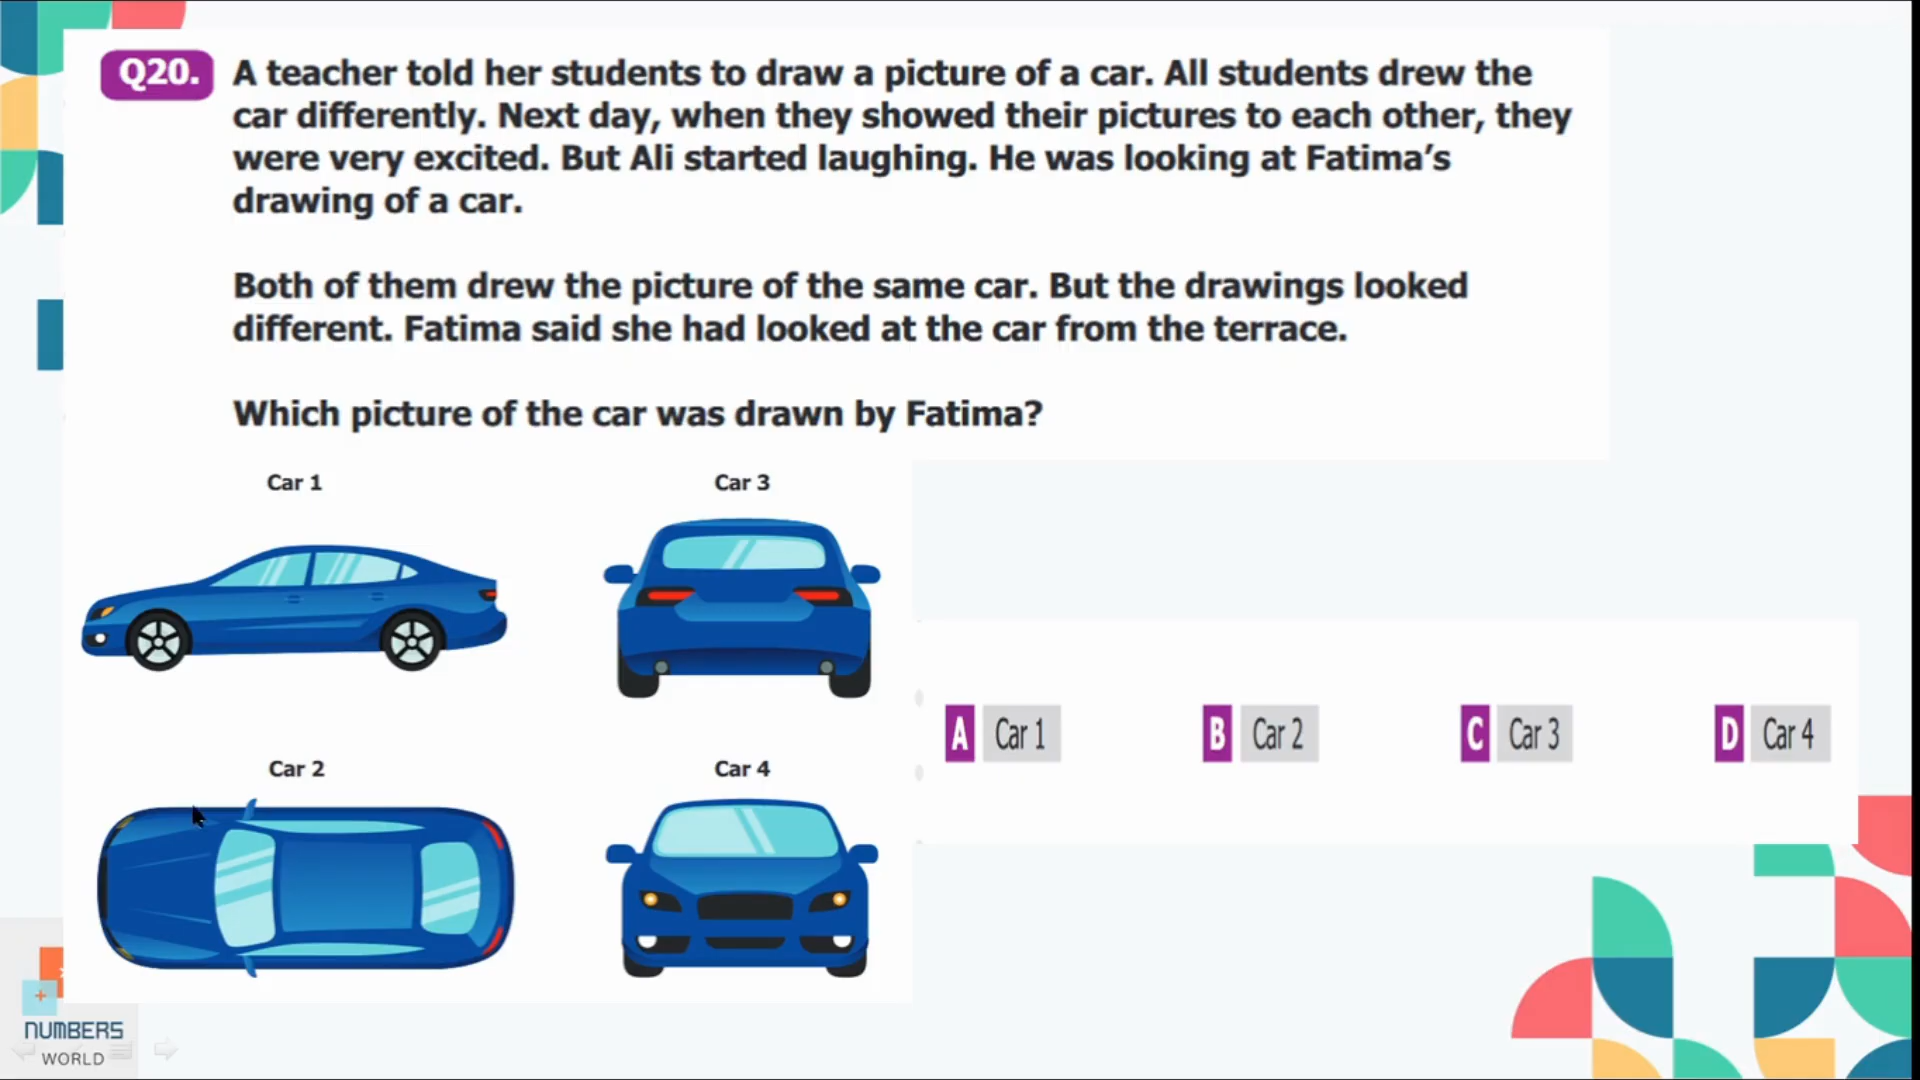 Q20. A teacher told her students to draw a picture of a car. All students drew the
car differently. Next day, when they showed their pictures to each other, they
were very excited. But Ali started laughing. He was looking at Fatima’s
drawing of a car.
Both of them drew the picture of the same car. But the drawings looked
different. Fatima said she had looked at the car from the terrace.
Which picture of the car was drawn by Fatima?
Car 1
Car 3
Car 2
Car 4
A Car 1
B Car 2
C Car 3
D Car 4
NUMBERS
WORLD